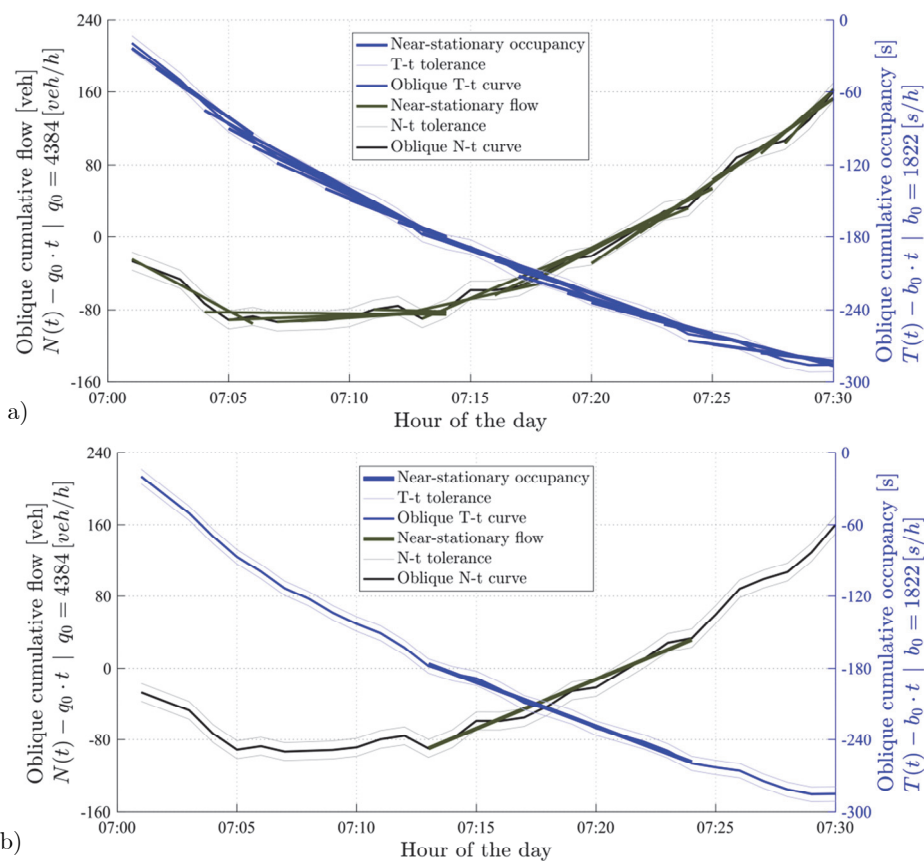 240
160
80
0
-80
-160
Oblique cumulative flow [veh]
N(t) − q₀ · t | q₀ = 4384 [veh/h]
Near-stationary occupancy
T-t tolerance
Oblique T-t curve
Near-stationary flow
N-t tolerance
Oblique N-t curve
0
-60
-120
-180
-240
-300
Oblique cumulative occupancy [s]
T(t) − b₀ · t | b₀ = 1822 [s/h]
07:00 07:05 07:10 07:15 07:20 07:25 07:30
Hour of the day
a)
240
160
80
0
-80
-160
Oblique cumulative flow [veh]
N(t) − q₀ · t | q₀ = 4384 [veh/h]
Near-stationary occupancy
T-t tolerance
Oblique T-t curve
Near-stationary flow
N-t tolerance
Oblique N-t curve
0
-60
-120
-180
-240
-300
Oblique cumulative occupancy [s]
T(t) − b₀ · t | b₀ = 1822 [s/h]
07:00 07:05 07:10 07:15 07:20 07:25 07:30
Hour of the day
b)